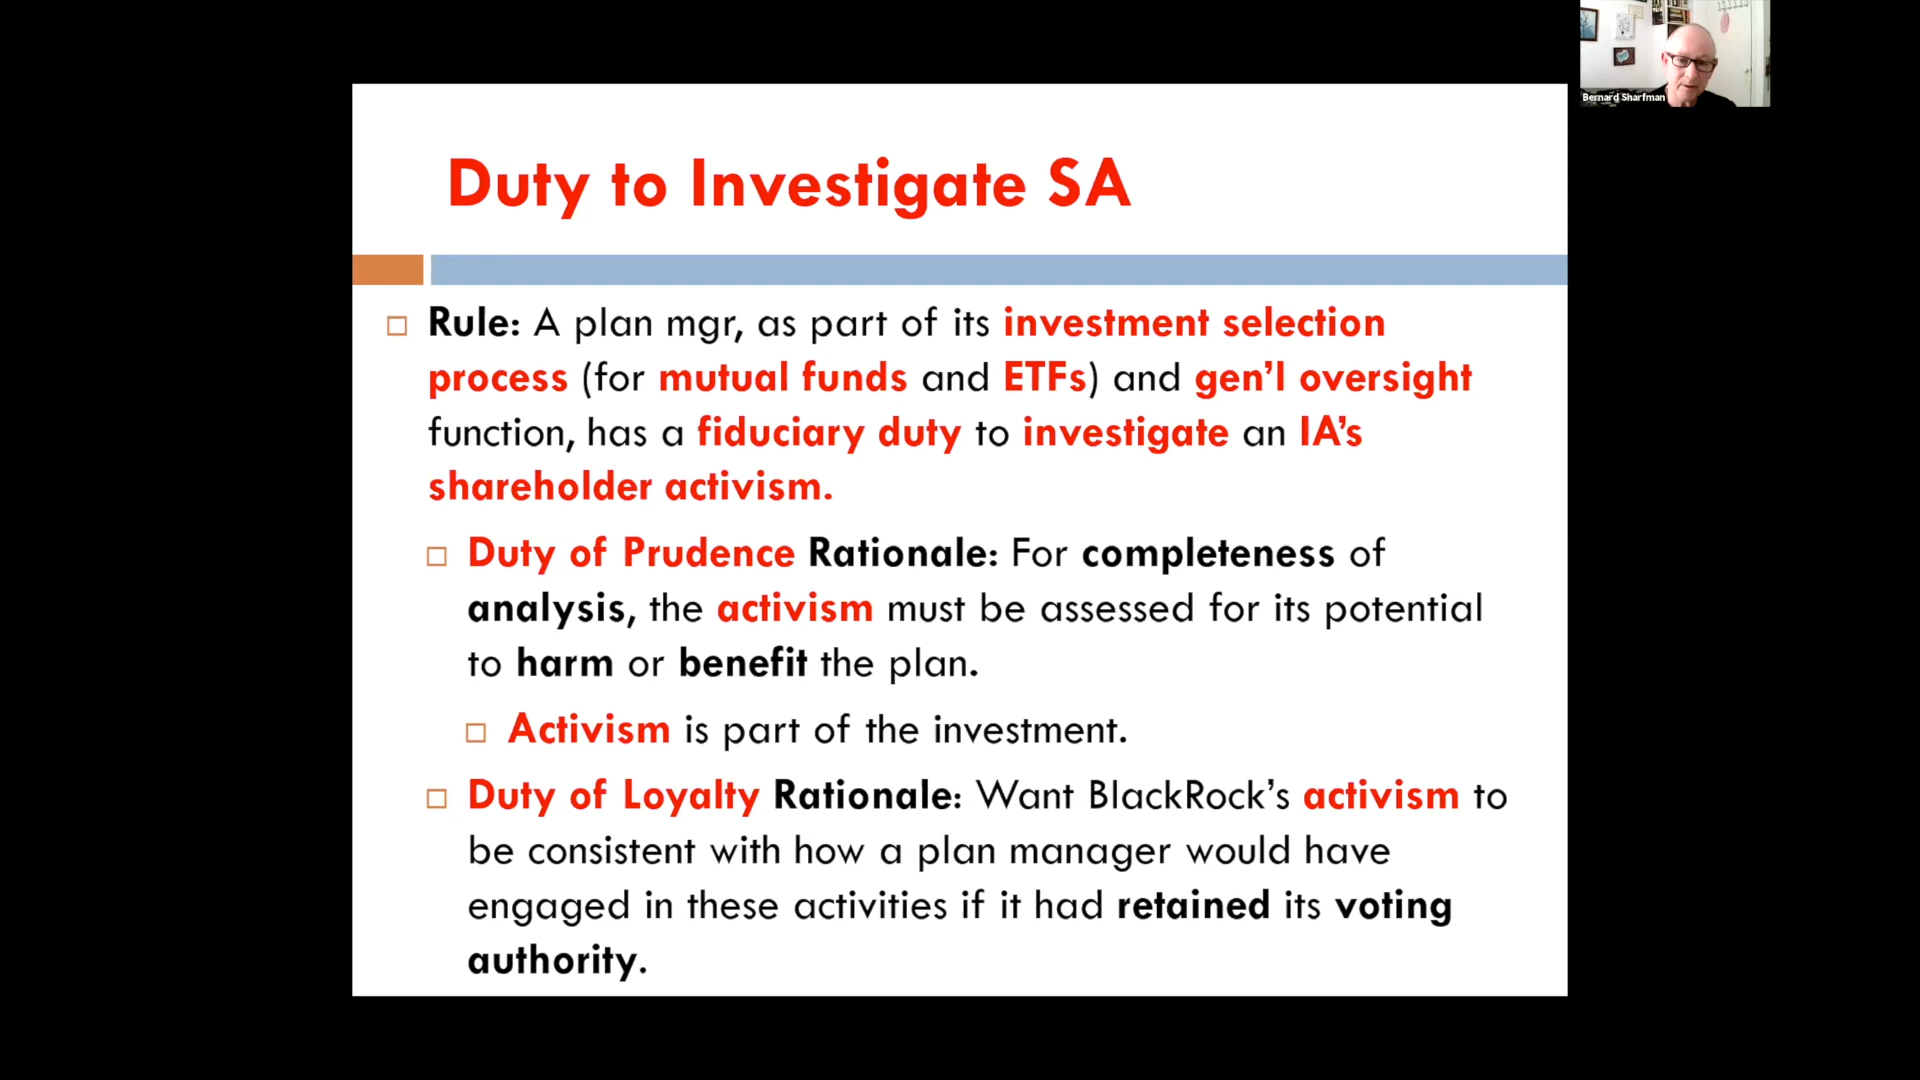 Bernard Sharfman
Duty to Investigate SA
Rule: A plan mgr, as part of its investment selection
process (for mutual funds and ETFs) and gen’l oversight
function, has a fiduciary duty to investigate an IA’s
shareholder activism.
Duty of Prudence Rationale: For completeness of
analysis, the activism must be assessed for its potential
to harm or benefit the plan.
Activism is part of the investment.
Duty of Loyalty Rationale: Want BlackRock’s activism to
be consistent with how a plan manager would have
engaged in these activities if it had retained its voting
authority.